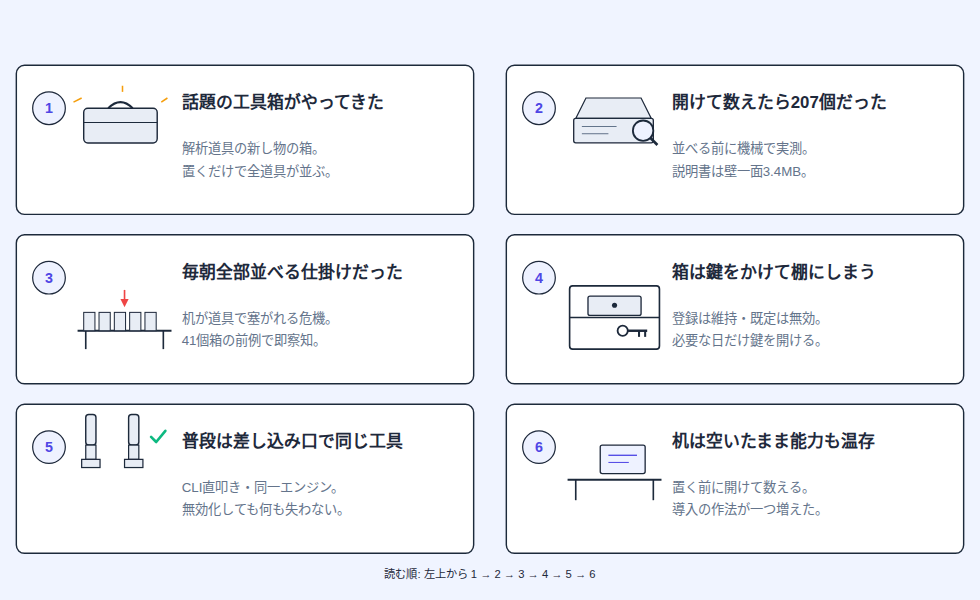 1
話題の工具箱がやってきた
解析道具の新し物の箱。
置くだけで全道具が並ぶ。
2
開けて数えたら207個だった
並べる前に機械で実測。
説明書は壁一面3.4MB。
3
毎朝全部並べる仕掛けだった
机が道具で塞がれる危機。
41個箱の前例で即察知。
4
箱は鍵をかけて棚にしまう
登録は維持・既定は無効。
必要な日だけ鍵を開ける。
5
普段は差し込み口で同じ工具
CLI直叩き・同一エンジン。
無効化しても何も失わない。
6
机は空いたまま能力も温存
置く前に開けて数える。
導入の作法が一つ増えた。
読む順: 左上から 1 → 2 → 3 → 4 → 5 → 6